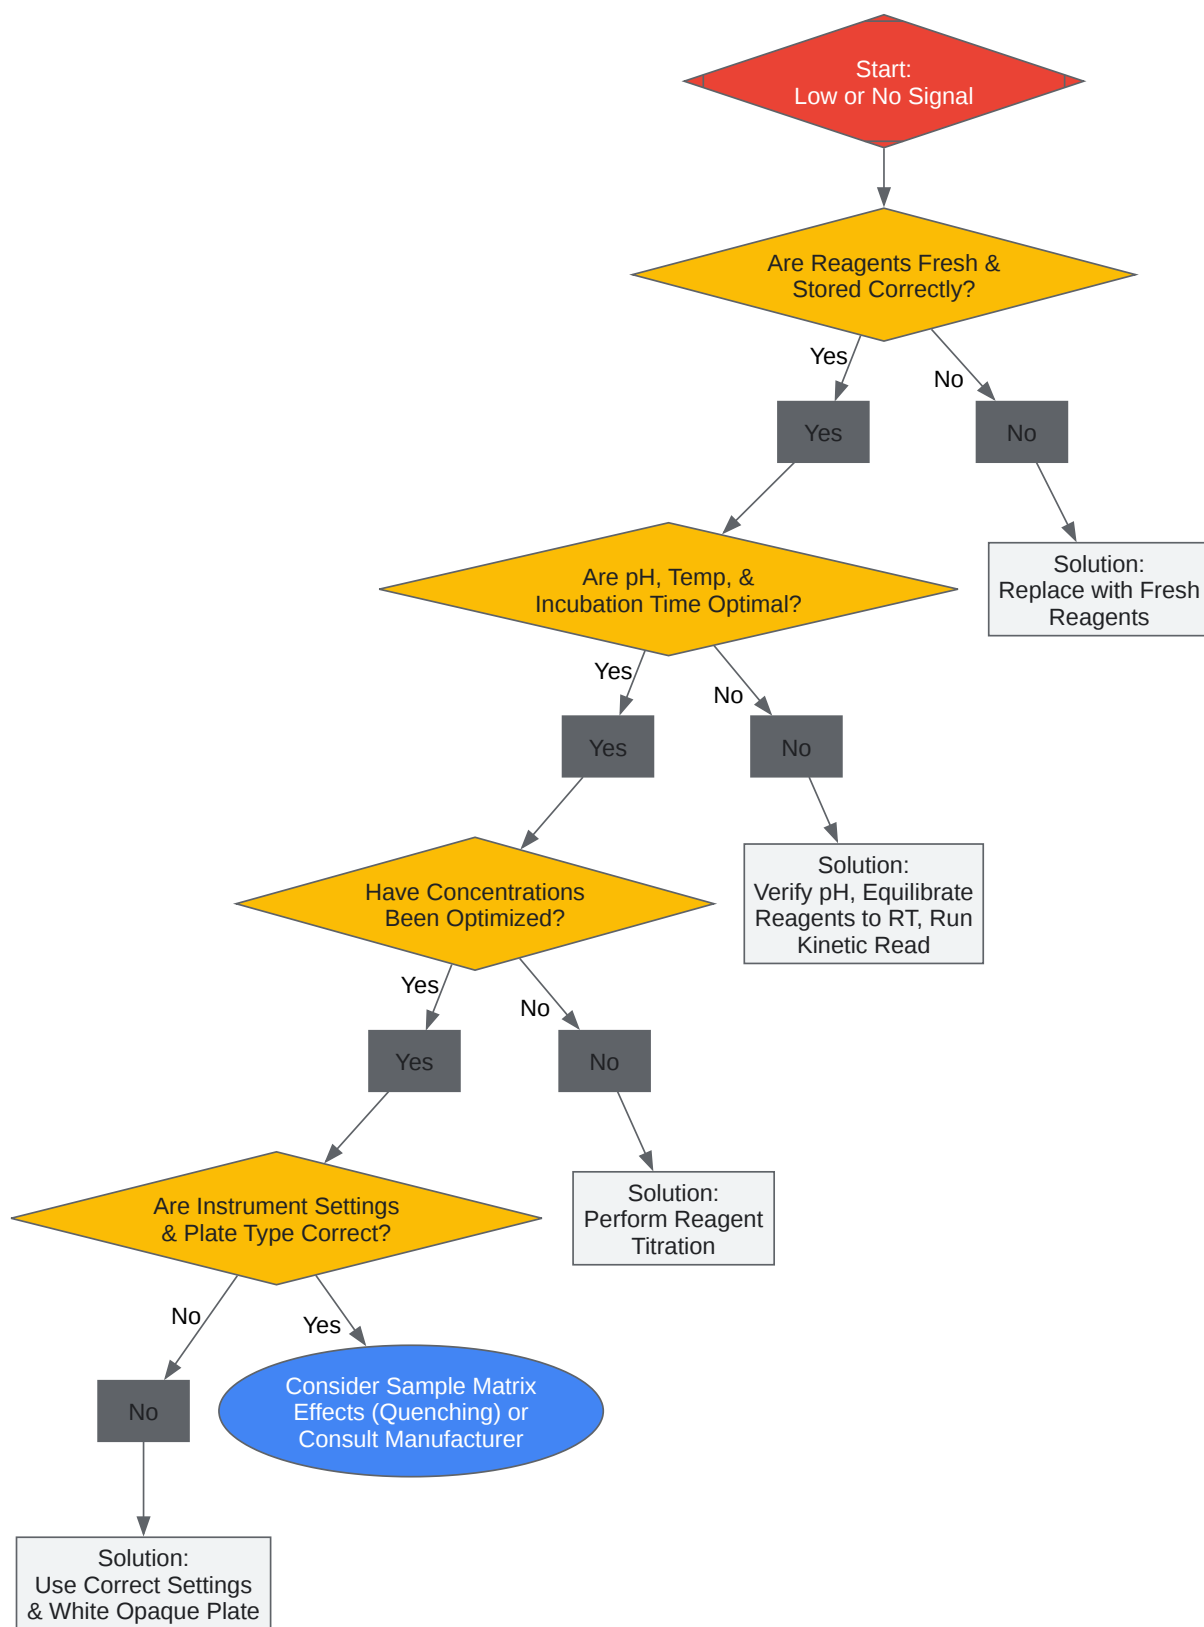 Start:
Low or No Signal
Are Reagents Fresh &
Stored Correctly?
Yes
No
Yes
No
Are pH, Temp, &
Incubation Time Optimal?
Solution:
Replace with Fresh
Reagents
Yes
No
Yes
No
Have Concentrations
Been Optimized?
Solution:
Verify pH, Equilibrate
Reagents to RT, Run
Kinetic Read
Yes
No
Yes
No
Are Instrument Settings
& Plate Type Correct?
Solution:
Perform Reagent
Titration
No
Yes
No
Consider Sample Matrix
Effects (Quenching) or
Consult Manufacturer
Solution:
Use Correct Settings
& White Opaque Plate